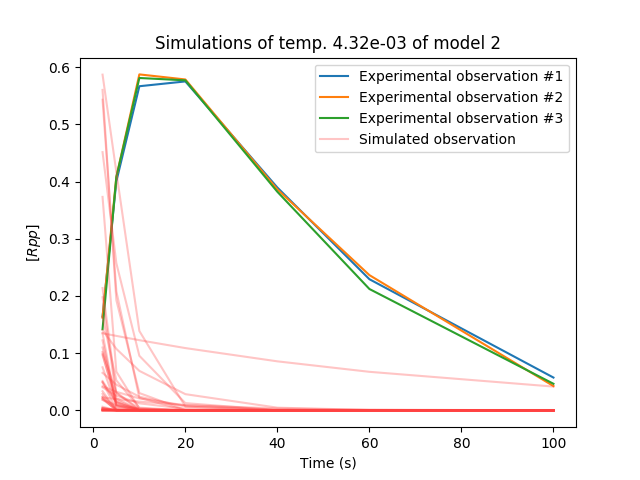 Simulations of temp. 4.32e-03 of model 2
Experimental observation #1
Experimental observation #2
Experimental observation #3
Simulated observation
[Rpp]
0.6
0.5
0.4
0.3
0.2
0.1
0.0
0 20 40 60 80 100
Time (s)